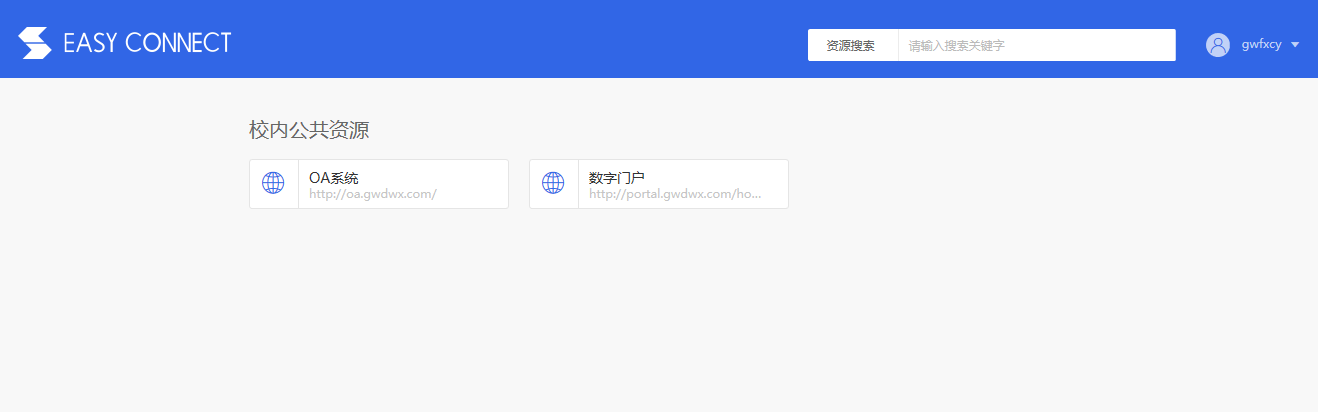 EASY CONNECT
资源搜索
请输入搜索关键字
gwfxcy
校内公共资源
OA系统
http://oa.gwdwx.com/
数字门户
http://portal.gwdwx.com/ho...